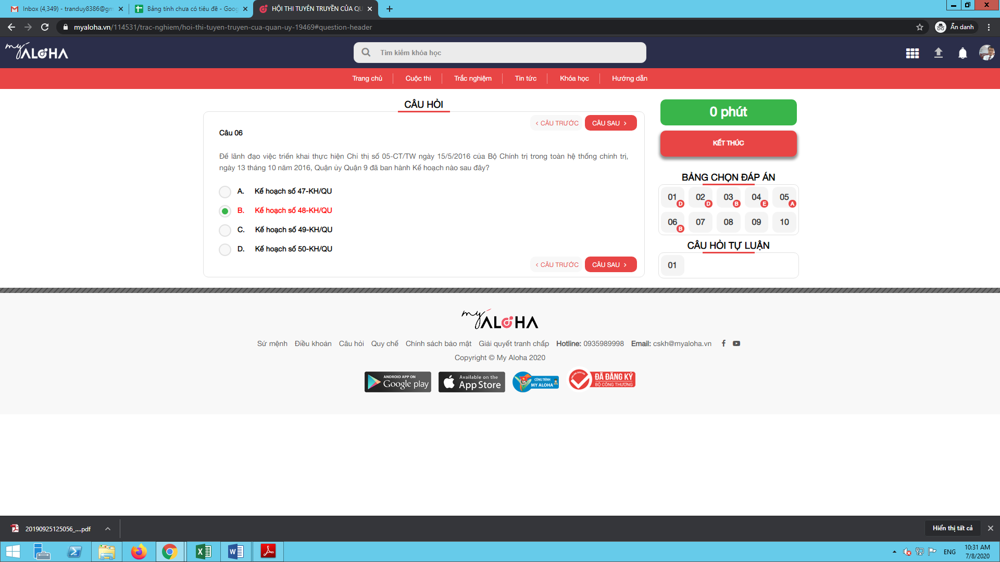 Inbox (4,349) - tranduy8386@gm
Bảng tính chưa có tiêu đề - Goog
HỘI THI TUYÊN TRUYỀN CỦA QU
myaloha.vn/114531/trac-nghiem/hoi-thi-tuyen-truyen-cua-quan-uy-19469#question-header
Ẩn danh
my ALOHA
Tìm kiếm khóa học
Trang chủ
Cuộc thi
Trắc nghiệm
Tin tức
Khóa học
Hướng dẫn
CÂU HỎI
‹ CÂU TRƯỚC
CÂU SAU ›
Câu 06
Để lãnh đạo việc triển khai thực hiện Chỉ thị số 05-CT/TW ngày 15/5/2016 của Bộ Chính trị trong toàn hệ thống chính trị,
ngày 13 tháng 10 năm 2016, Quận ủy Quận 9 đã ban hành Kế hoạch nào sau đây?
A. Kế hoạch số 47-KH/QU
B. Kế hoạch số 48-KH/QU
C. Kế hoạch số 49-KH/QU
D. Kế hoạch số 50-KH/QU
‹ CÂU TRƯỚC
CÂU SAU ›
0 phút
KẾT THÚC
BẢNG CHỌN ĐÁP ÁN
01 D 02 D 03 B 04 E 05 A
06 B 07 08 09 10
CÂU HỎI TỰ LUẬN
01
my ALOHA
Sứ mệnh Điều khoản Câu hỏi Quy chế Chính sách bảo mật Giải quyết tranh chấp Hotline: 0935989998 Email: cskh@myaloha.vn
Copyright © My Aloha 2020
ANDROID APP ON
Google play
Available on the
App Store
CÔNG TRÌNH
MY ALOHA
ĐÃ ĐĂNG KÝ
BỘ CÔNG THƯƠNG
20190925125056_....pdf
Hiển thị tất cả
ENG
10:31 AM
7/8/2020